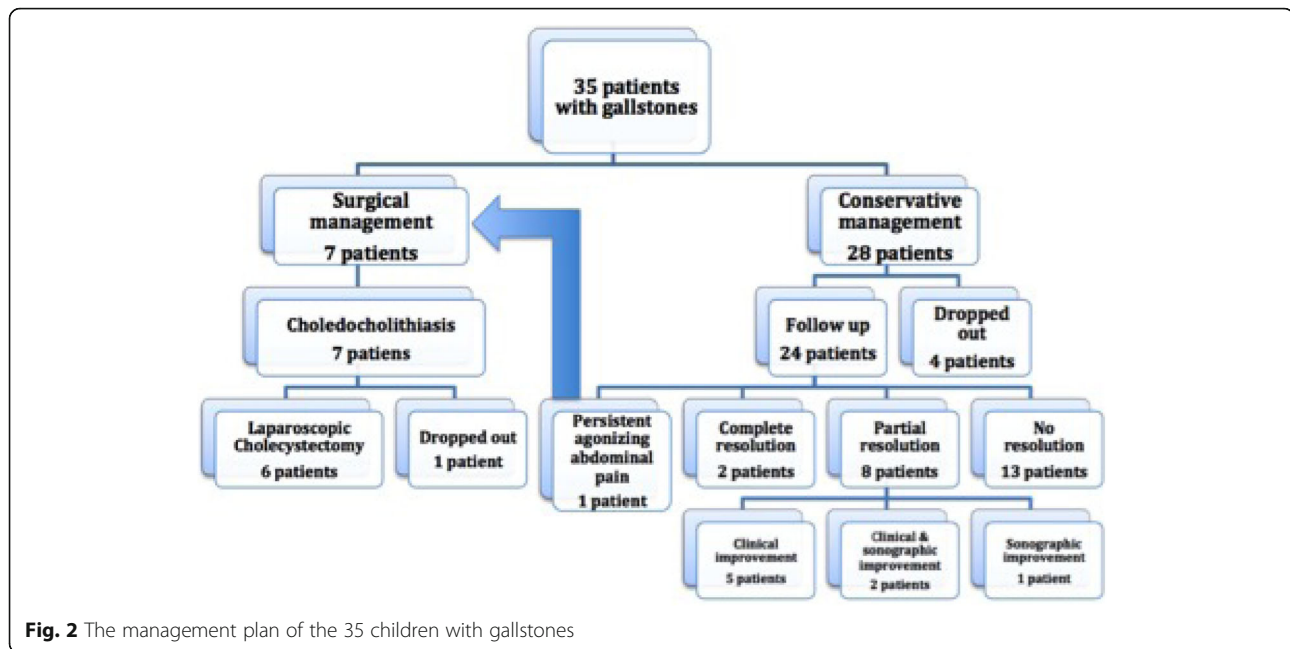 35 patients
with gallstones
Surgical
management
7 patients
Conservative
management
28 patients
Choledocholithiasis
7 patiens
Follow up
24 patients
Dropped
out
4 patients
Laparoscopic
Cholecystectomy
6 patients
Dropped out
1 patient
Persistent
agonizing
abdominal
pain
1 patient
Complete
resolution
2 patients
Partial
resolution
8 patients
No
resolution
13 patients
Clinical
improvement
5 patients
Clinical &
sonographic
improvement
2 patients
Sonographic
improvement
1 patient
Fig. 2 The management plan of the 35 children with gallstones